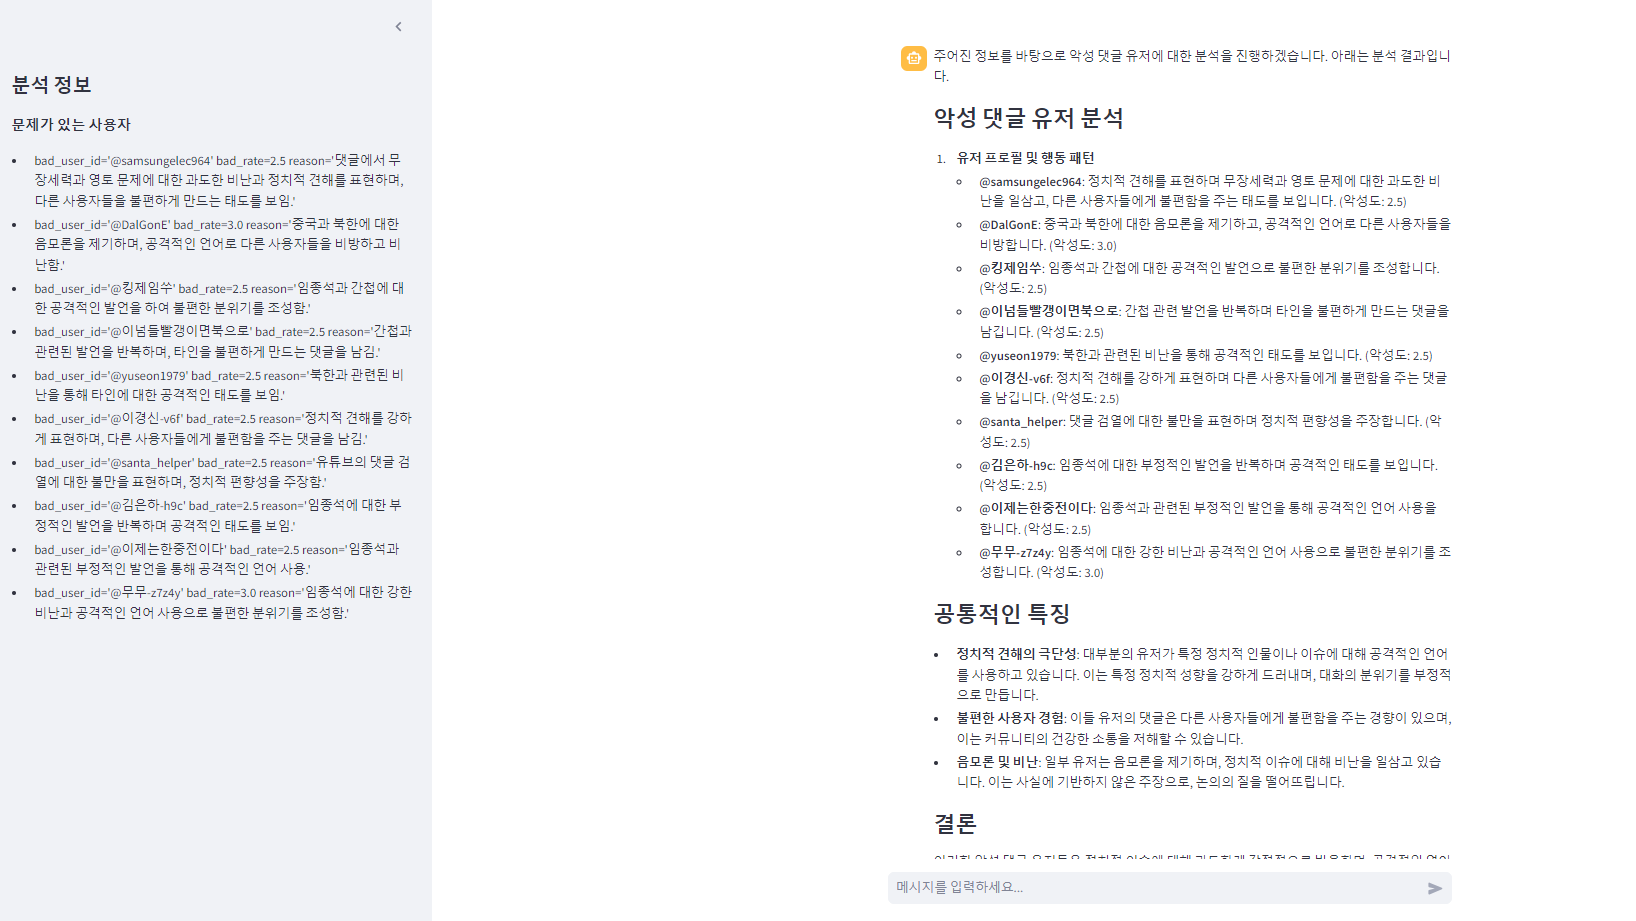 분석 정보
문제가 있는 사용자
bad_user_id='@samsungelec964' bad_rate=2.5 reason='댓글에서 무
장세력과 영토 문제에 대한 과도한 비난과 정치적 견해를 표현하며,
다른 사용자들을 불편하게 만드는 태도를 보임.'
bad_user_id='@DalGonE' bad_rate=3.0 reason='중국과 북한에 대한
음모론을 제기하며, 공격적인 언어로 다른 사용자들을 비방하고 비
난함.'
bad_user_id='@킹제임쑤' bad_rate=2.5 reason='임종석과 간첩에 대
한 공격적인 발언을 하여 불편한 분위기를 조성함.'
bad_user_id='@이넘들빨갱이면북으로' bad_rate=2.5 reason='간첩과
관련된 발언을 반복하며, 타인을 불편하게 만드는 댓글을 남김.'
bad_user_id='@yuseon1979' bad_rate=2.5 reason='북한과 관련된 비
난을 통해 타인에 대한 공격적인 태도를 보임.'
bad_user_id='@이경신-v6f' bad_rate=2.5 reason='정치적 견해를 강하
게 표현하며, 다른 사용자들에게 불편함을 주는 댓글을 남김.'
bad_user_id='@santa_helper' bad_rate=2.5 reason='유튜브의 댓글 검
열에 대한 불만을 표현하며, 정치적 편향성을 주장함.'
bad_user_id='@김은하-h9c' bad_rate=2.5 reason='임종석에 대한 부
정적인 발언을 반복하며 공격적인 태도를 보임.'
bad_user_id='@이제는한중전이다' bad_rate=2.5 reason='임종석과
관련된 부정적인 발언을 통해 공격적인 언어 사용.'
bad_user_id='@무무-z7z4y' bad_rate=3.0 reason='임종석에 대한 강한
비난과 공격적인 언어 사용으로 불편한 분위기를 조성함.'
주어진 정보를 바탕으로 악성 댓글 유저에 대한 분석을 진행하겠습니다. 아래는 분석 결과입니
다.
악성 댓글 유저 분석
1. 유저 프로필 및 행동 패턴
@samsungelec964: 정치적 견해를 표현하며 무장세력과 영토 문제에 대한 과도한 비
난을 일삼고, 다른 사용자들에게 불편함을 주는 태도를 보입니다. (악성도: 2.5)
@DalGonE: 중국과 북한에 대한 음모론을 제기하고, 공격적인 언어로 다른 사용자들을
비방합니다. (악성도: 3.0)
@킹제임쑤: 임종석과 간첩에 대한 공격적인 발언으로 불편한 분위기를 조성합니다.
(악성도: 2.5)
@이넘들빨갱이면북으로: 간첩 관련 발언을 반복하며 타인을 불편하게 만드는 댓글을
남깁니다. (악성도: 2.5)
@yuseon1979: 북한과 관련된 비난을 통해 공격적인 태도를 보입니다. (악성도: 2.5)
@이경신-v6f: 정치적 견해를 강하게 표현하며 다른 사용자들에게 불편함을 주는 댓글
을 남깁니다. (악성도: 2.5)
@santa_helper: 댓글 검열에 대한 불만을 표현하며 정치적 편향성을 주장합니다. (악
성도: 2.5)
@김은하-h9c: 임종석에 대한 부정적인 발언을 반복하며 공격적인 태도를 보입니다.
(악성도: 2.5)
@이제는한중전이다: 임종석과 관련된 부정적인 발언을 통해 공격적인 언어 사용을
합니다. (악성도: 2.5)
@무무-z7z4y: 임종석에 대한 강한 비난과 공격적인 언어 사용으로 불편한 분위기를 조
성합니다. (악성도: 3.0)
공통적인 특징
정치적 견해의 극단성: 대부분의 유저가 특정 정치적 인물이나 이슈에 대해 공격적인 언어
를 사용하고 있습니다. 이는 특정 정치적 성향을 강하게 드러내며, 대화의 분위기를 부정적
으로 만듭니다.
불편한 사용자 경험: 이들 유저의 댓글은 다른 사용자들에게 불편함을 주는 경향이 있으며,
이는 커뮤니티의 건강한 소통을 저해할 수 있습니다.
음모론 및 비난: 일부 유저는 음모론을 제기하며, 정치적 이슈에 대해 비난을 일삼고 있습
니다. 이는 사실에 기반하지 않은 주장으로, 논의의 질을 떨어뜨립니다.
결론
메시지를 입력하세요...